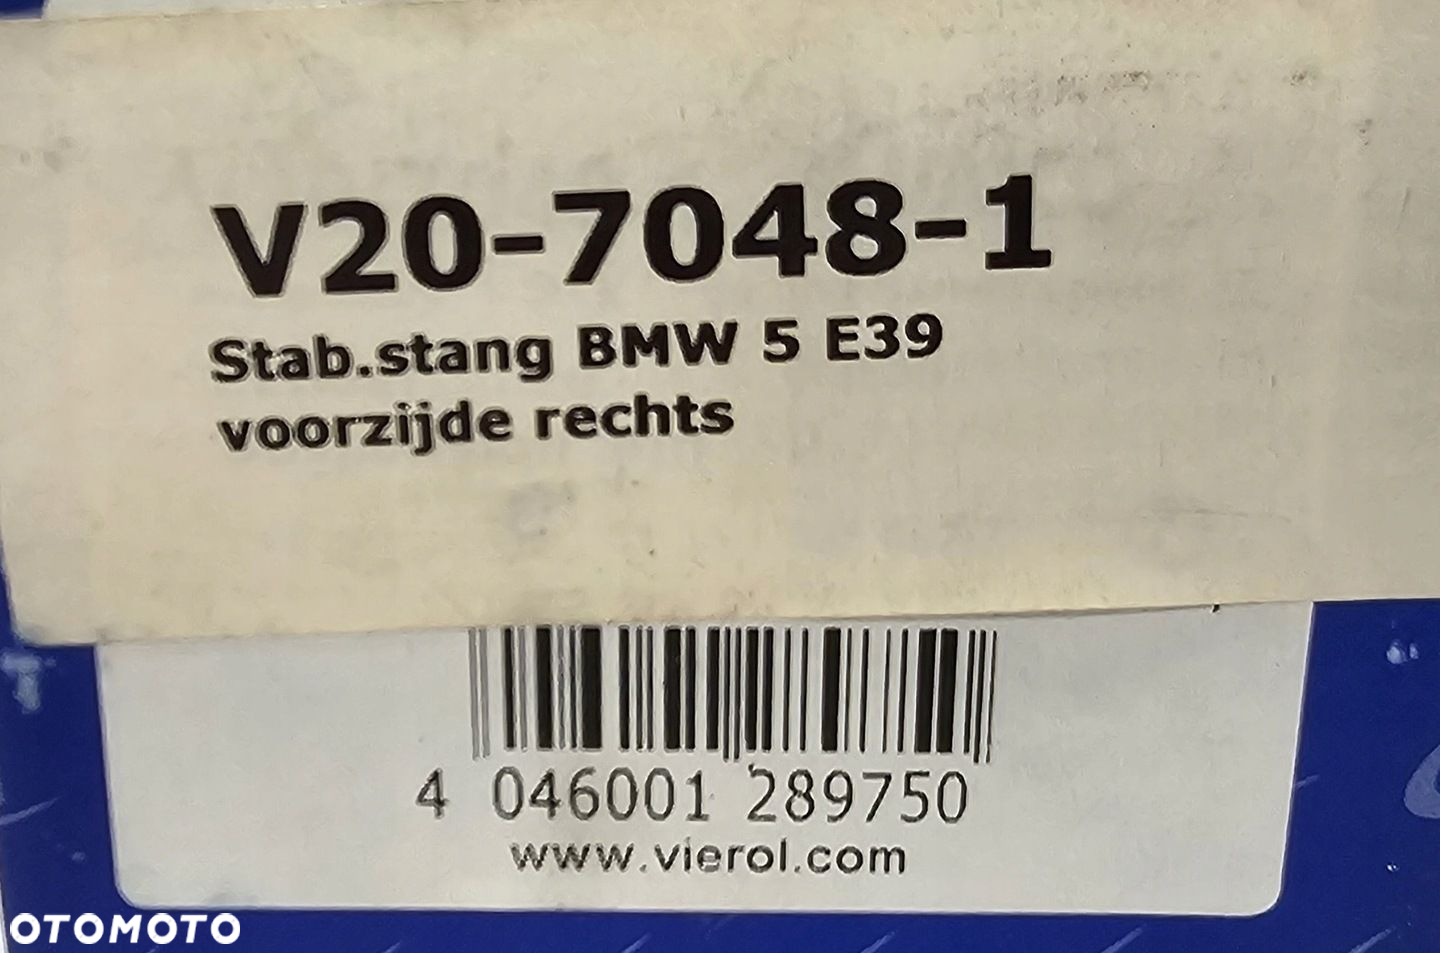 V20-7048-1
Stab.stang BMW 5 E39
voorzijde rechts
4 046001 289750
www.vierol.com
OTOMOTO